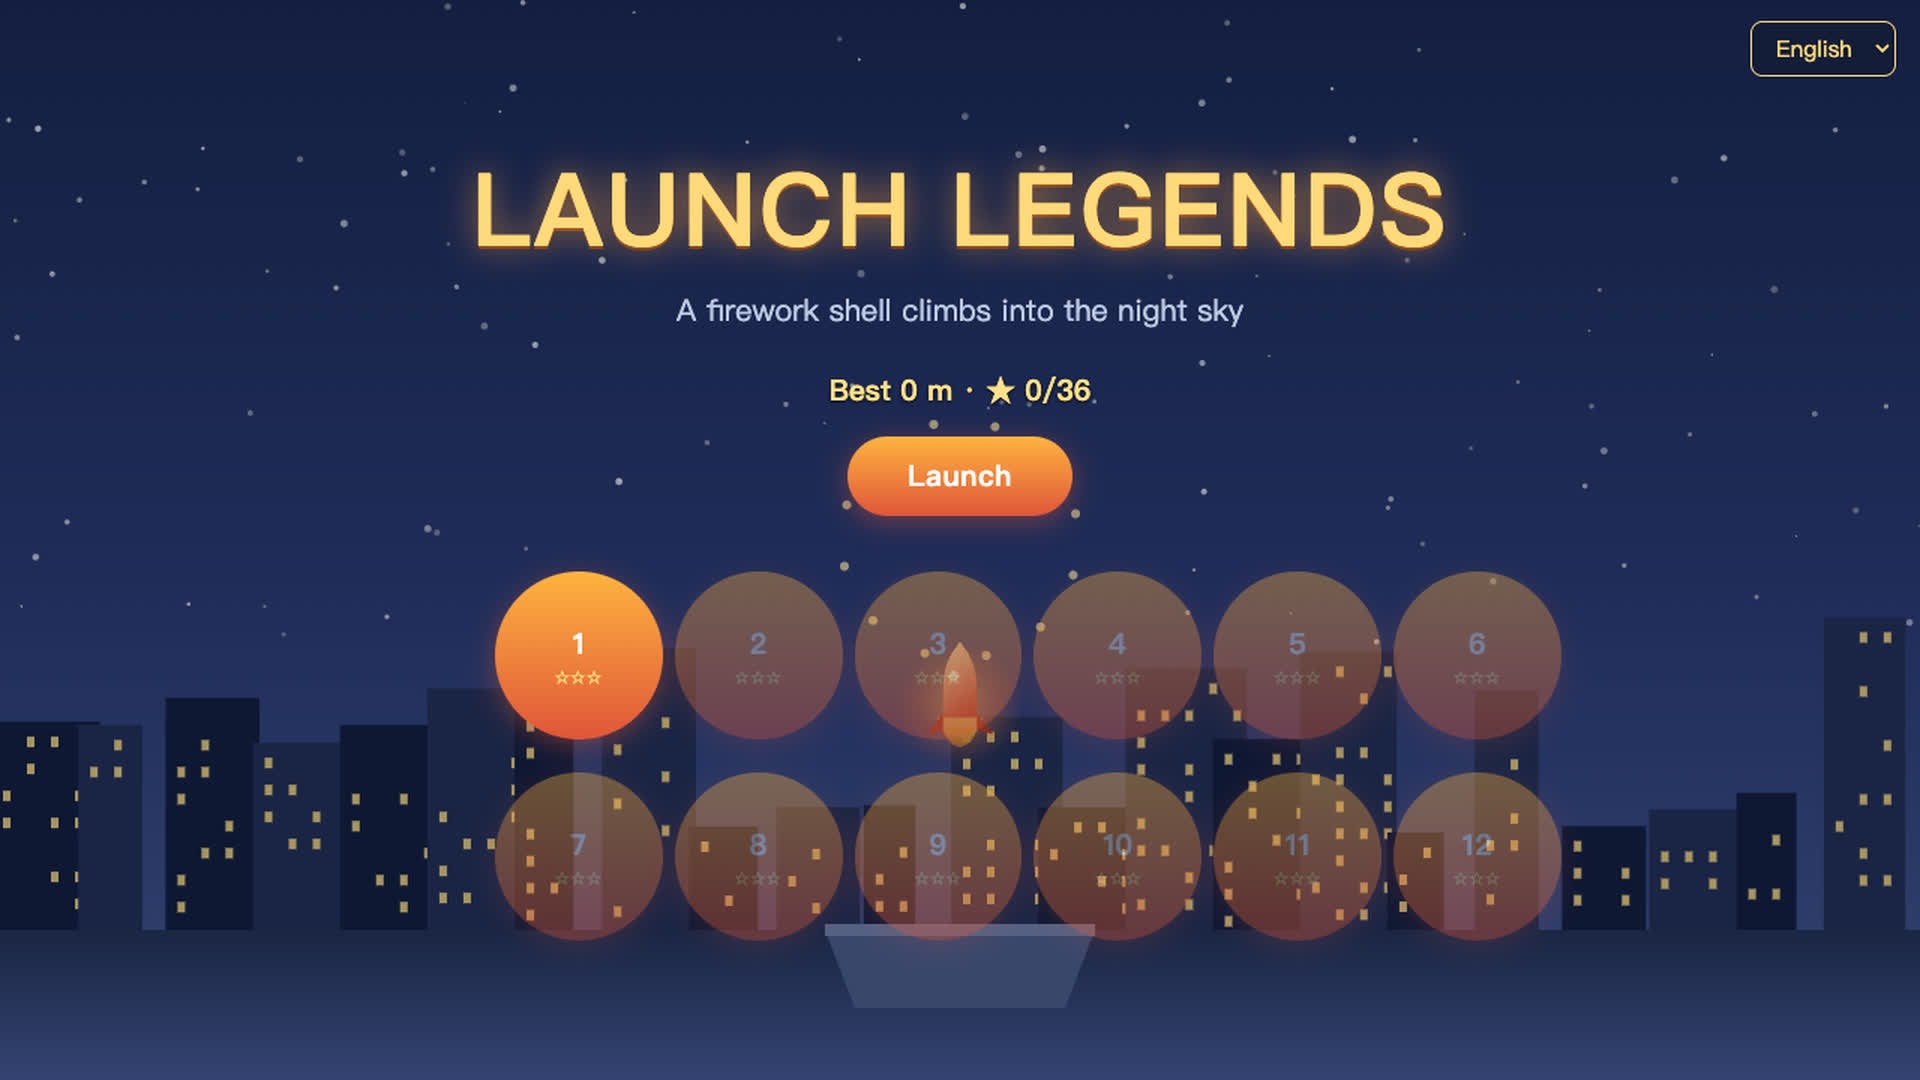 English
LAUNCH LEGENDS
A firework shell climbs into the night sky
Best 0 m · ★ 0/36
Launch
1 2 3 4 5 6
☆☆☆ ☆☆☆ ☆☆☆ ☆☆☆ ☆☆☆ ☆☆☆
7 8 9 10 11 12
☆☆☆ ☆☆☆ ☆☆☆ ☆☆☆ ☆☆☆ ☆☆☆